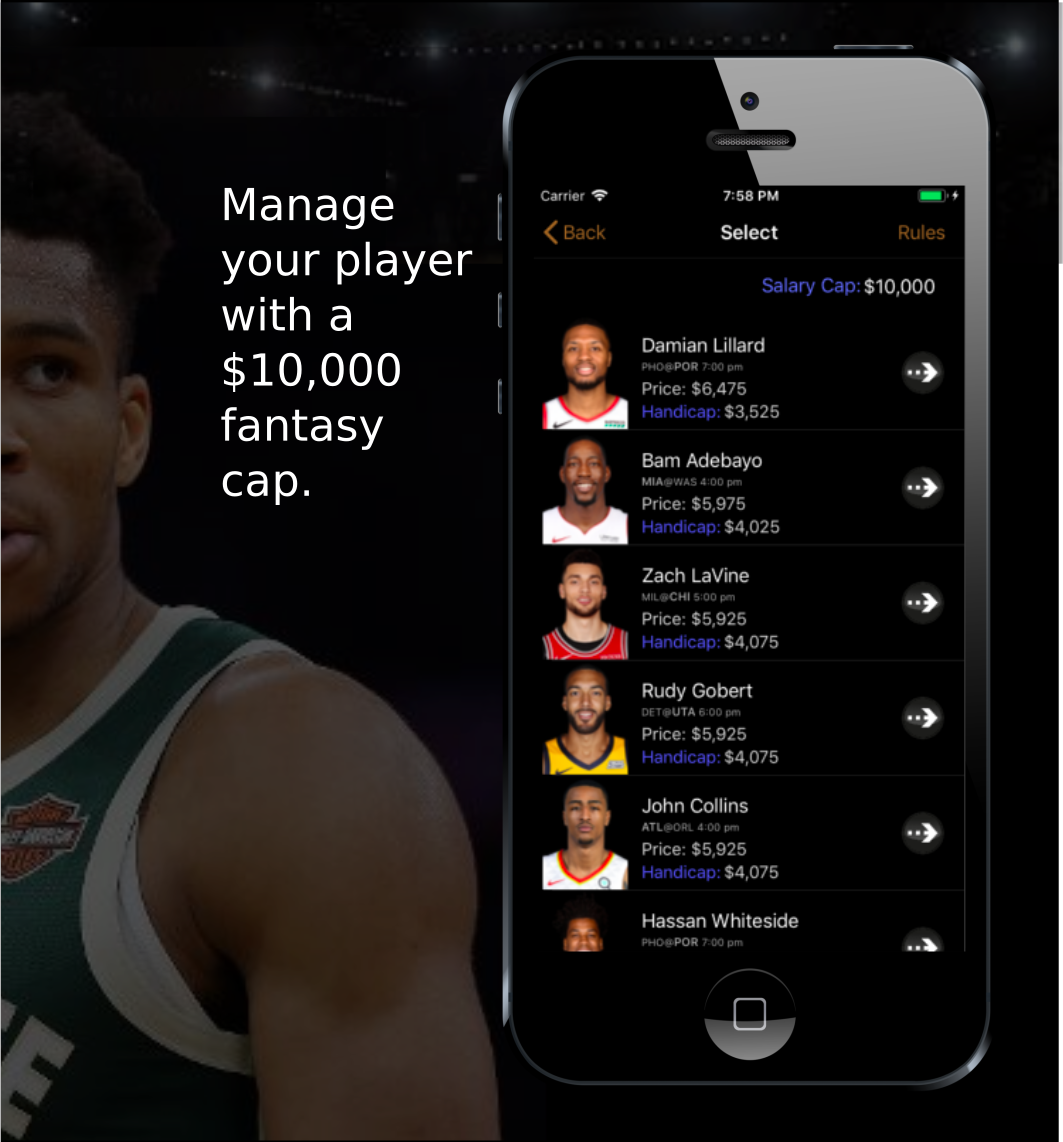 Manage
your player
with a
$10,000
fantasy
cap.
Carrier
7:58 PM
Back
Select
Rules
Salary Cap: $10,000
Damian Lillard
PHO@POR 7:00 pm
Price: $6,475
Handicap: $3,525
Bam Adebayo
MIA@WAS 4:00 pm
Price: $5,975
Handicap: $4,025
Zach LaVine
MIL@CHI 5:00 pm
Price: $5,925
Handicap: $4,075
Rudy Gobert
DET@UTA 6:00 pm
Price: $5,925
Handicap: $4,075
John Collins
ATL@ORL 4:00 pm
Price: $5,925
Handicap: $4,075
Hassan Whiteside
PHO@POR 7:00 pm